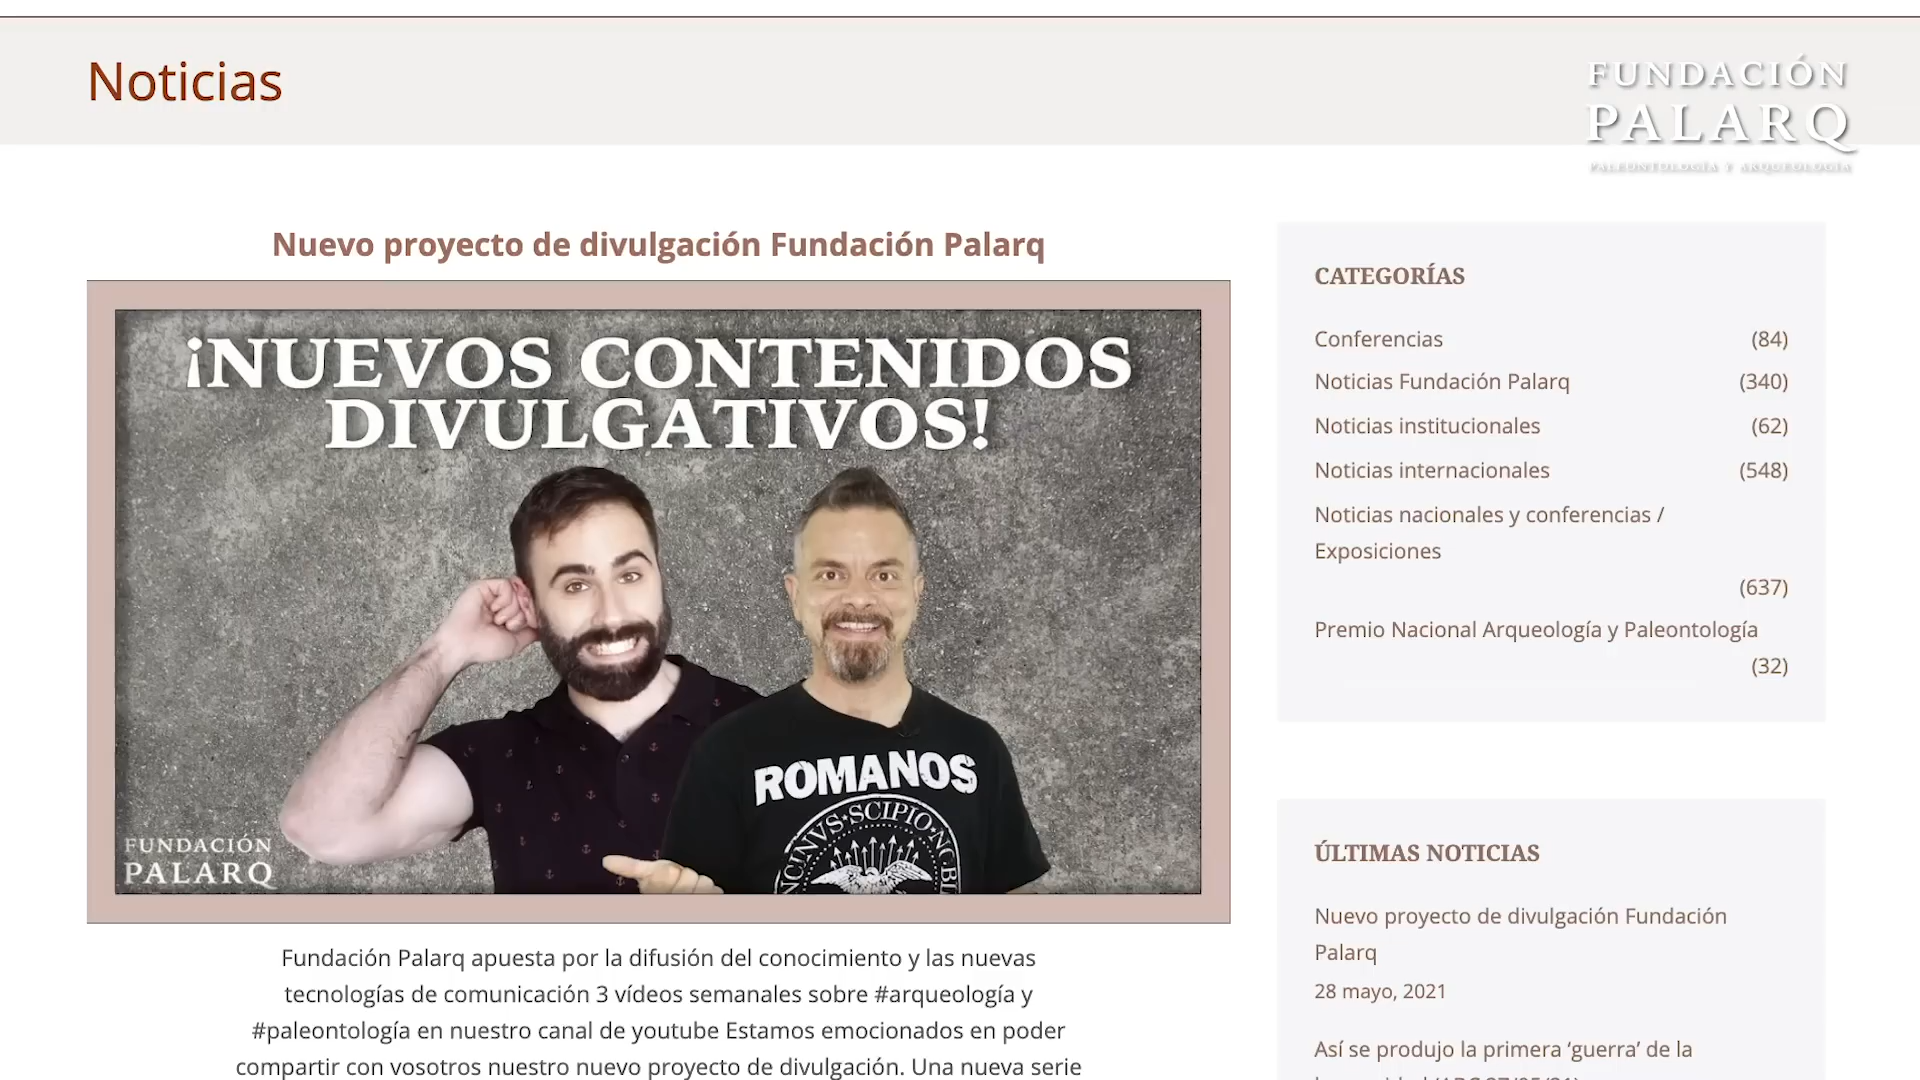 Noticias
FUNDACIÓN
PALARQ
PALEONTOLOGÍA Y ARQUEOLOGÍA
Nuevo proyecto de divulgación Fundación Palarq
¡NUEVOS CONTENIDOS
DIVULGATIVOS!
ROMANOS
SCIPIO
FUNDACIÓN
PALARQ
Fundación Palarq apuesta por la difusión del conocimiento y las nuevas
tecnologías de comunicación 3 vídeos semanales sobre #arqueología y
#paleontología en nuestro canal de youtube Estamos emocionados en poder
compartir con vosotros nuestro nuevo proyecto de divulgación. Una nueva serie
CATEGORÍAS
Conferencias (84)
Noticias Fundación Palarq (340)
Noticias institucionales (62)
Noticias internacionales (548)
Noticias nacionales y conferencias /
Exposiciones
(637)
Premio Nacional Arqueología y Paleontología
(32)
ÚLTIMAS NOTICIAS
Nuevo proyecto de divulgación Fundación
Palarq
28 mayo, 2021
Así se produjo la primera ‘guerra’ de la